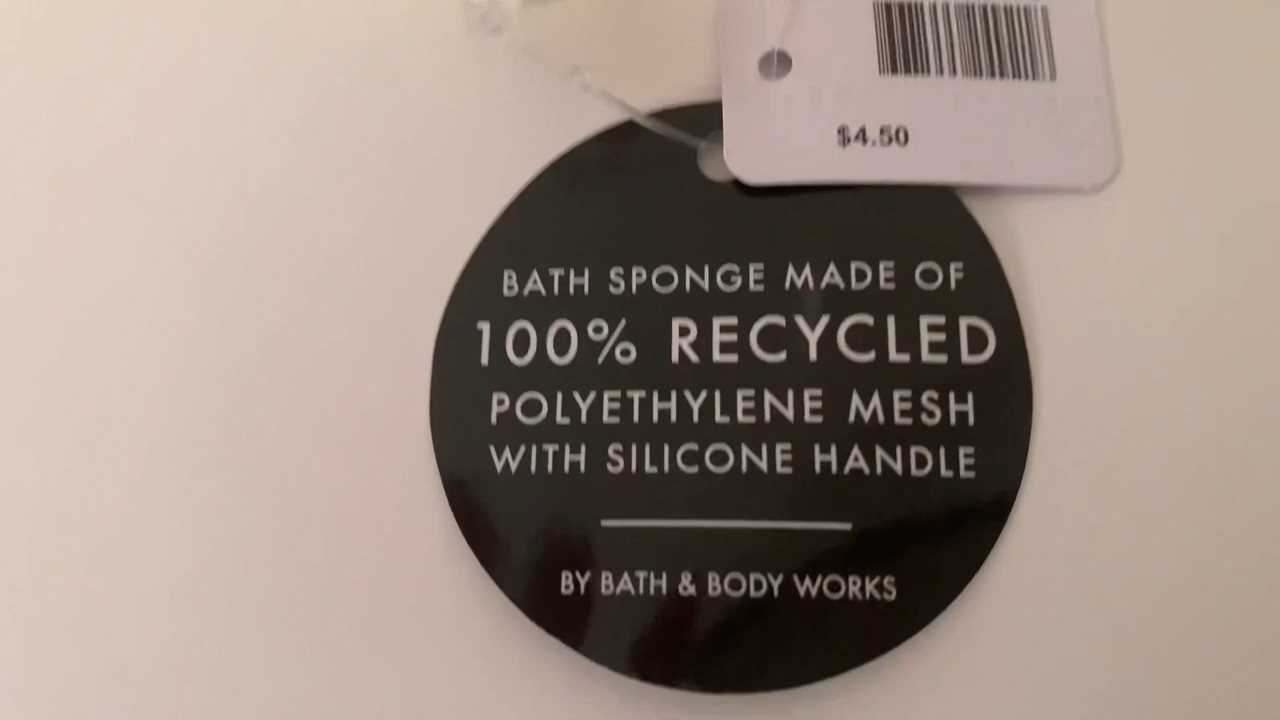 $4.50
BATH SPONGE MADE OF
100% RECYCLED
POLYETHYLENE MESH
WITH SILICONE HANDLE
BY BATH & BODY WORKS